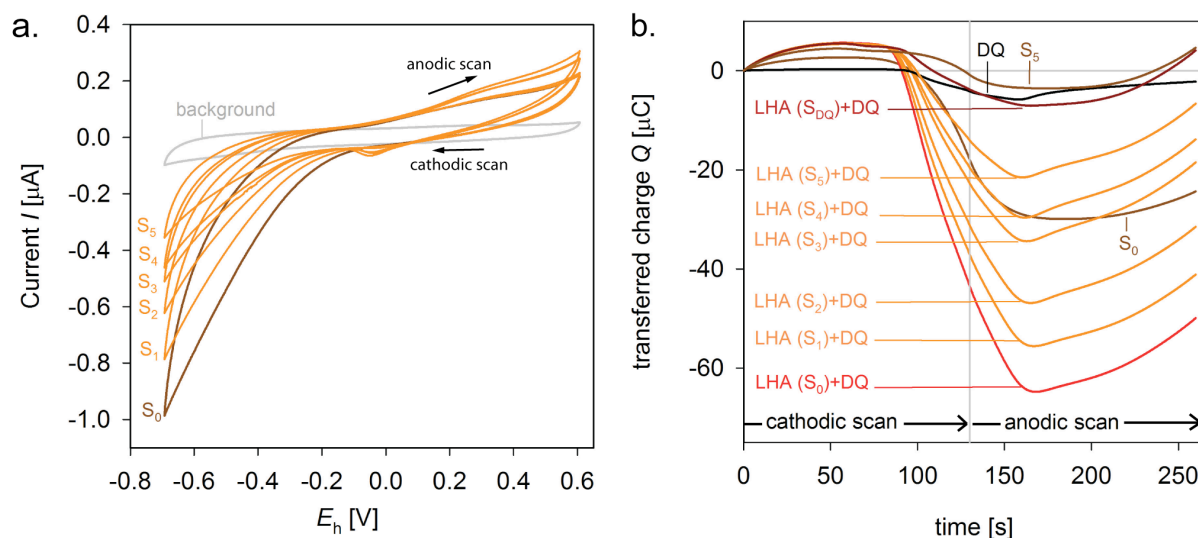 a.
0.4
0.2
0.0
-0.2
-0.4
-0.6
-0.8
-1.0
Current I [µA]
background
anodic scan
cathodic scan
S₅
S₄
S₃
S₂
S₁
S₀
-0.8 -0.6 -0.4 -0.2 0.0 0.2 0.4 0.6
Eₕ [V]
b.
0
-20
-40
-60
transferred charge Q [µC]
DQ
S₅
LHA (S_DQ)+DQ
LHA (S₅)+DQ
LHA (S₄)+DQ
LHA (S₃)+DQ
S₀
LHA (S₂)+DQ
LHA (S₁)+DQ
LHA (S₀)+DQ
cathodic scan anodic scan
0 50 100 150 200 250
time [s]